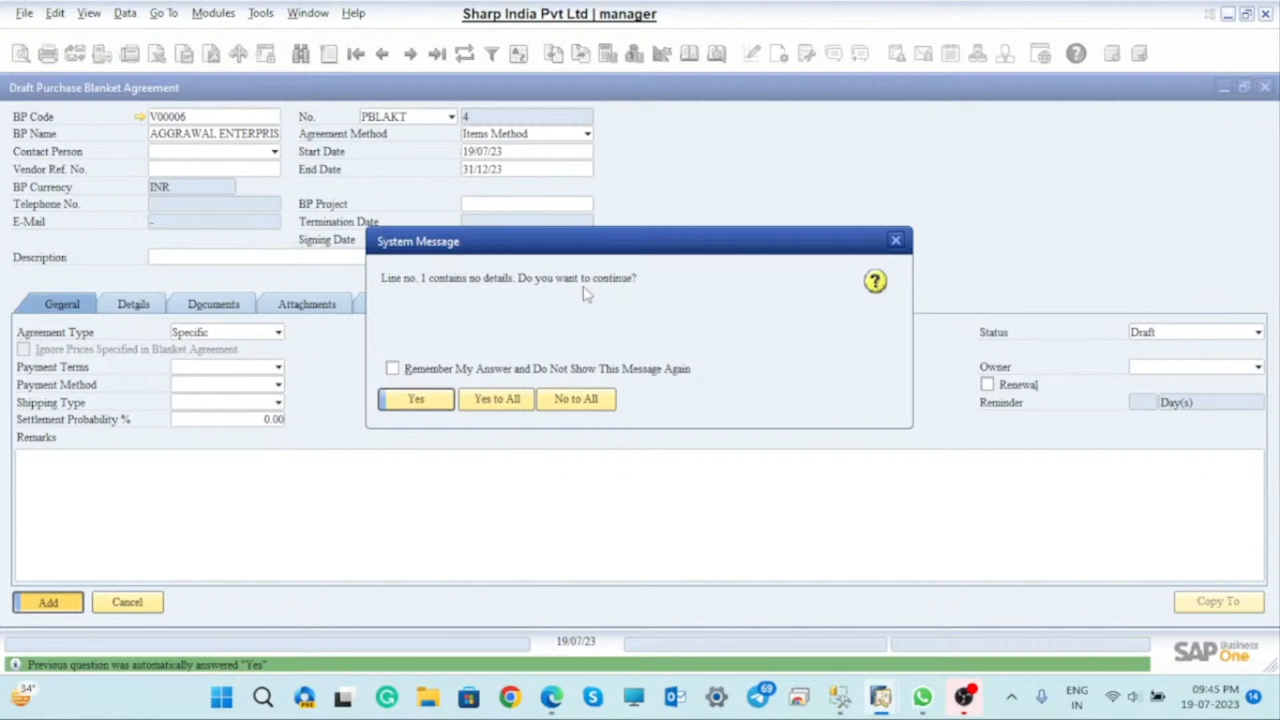 File Edit View Data Go To Modules Tools Window Help
Sharp India Pvt Ltd | manager
Draft Purchase Blanket Agreement
BP Code V00006 No. PBLAKT 4
BP Name AGGRAWAL ENTERPRIS Agreement Method Items Method
Contact Person Start Date 19/07/23
Vendor Ref. No. End Date 31/12/23
BP Currency INR
Telephone No. BP Project
E-Mail - Termination Date
Signing Date
Description
System Message
Line no. 1 contains no details. Do you want to continue?
Remember My Answer and Do Not Show This Message Again
Yes Yes to All No to All
General Details Documents Attachments
Agreement Type Specific Status Draft
Ignore Prices Specified in Blanket Agreement
Payment Terms Owner
Payment Method Renewal
Shipping Type Reminder Day(s)
Settlement Probability % 0.00
Remarks
Add Cancel Copy To
19/07/23
SAP Business One
Previous question was automatically answered "Yes"
34°
PRE
69
ENG
IN
09:45 PM
19-07-2023
14